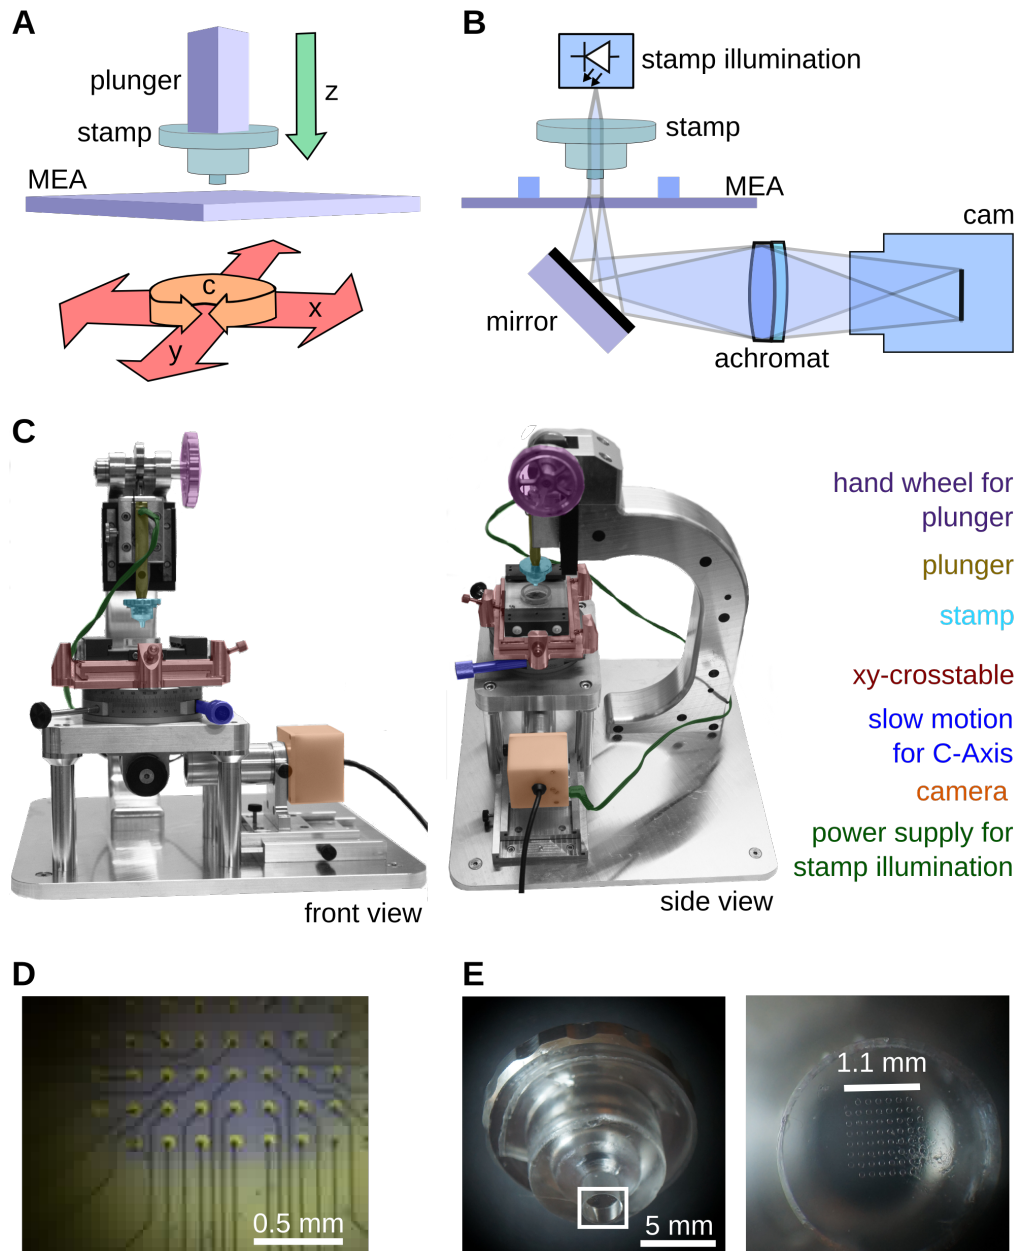 A
plunger
stamp
z
MEA
c
x
y
B
stamp illumination
stamp
MEA
cam
mirror
achromat
C
hand wheel for
plunger
plunger
stamp
xy-crosstable
slow motion
for C-Axis
camera
power supply for
stamp illumination
front view
side view
D
0.5 mm
E
5 mm
1.1 mm